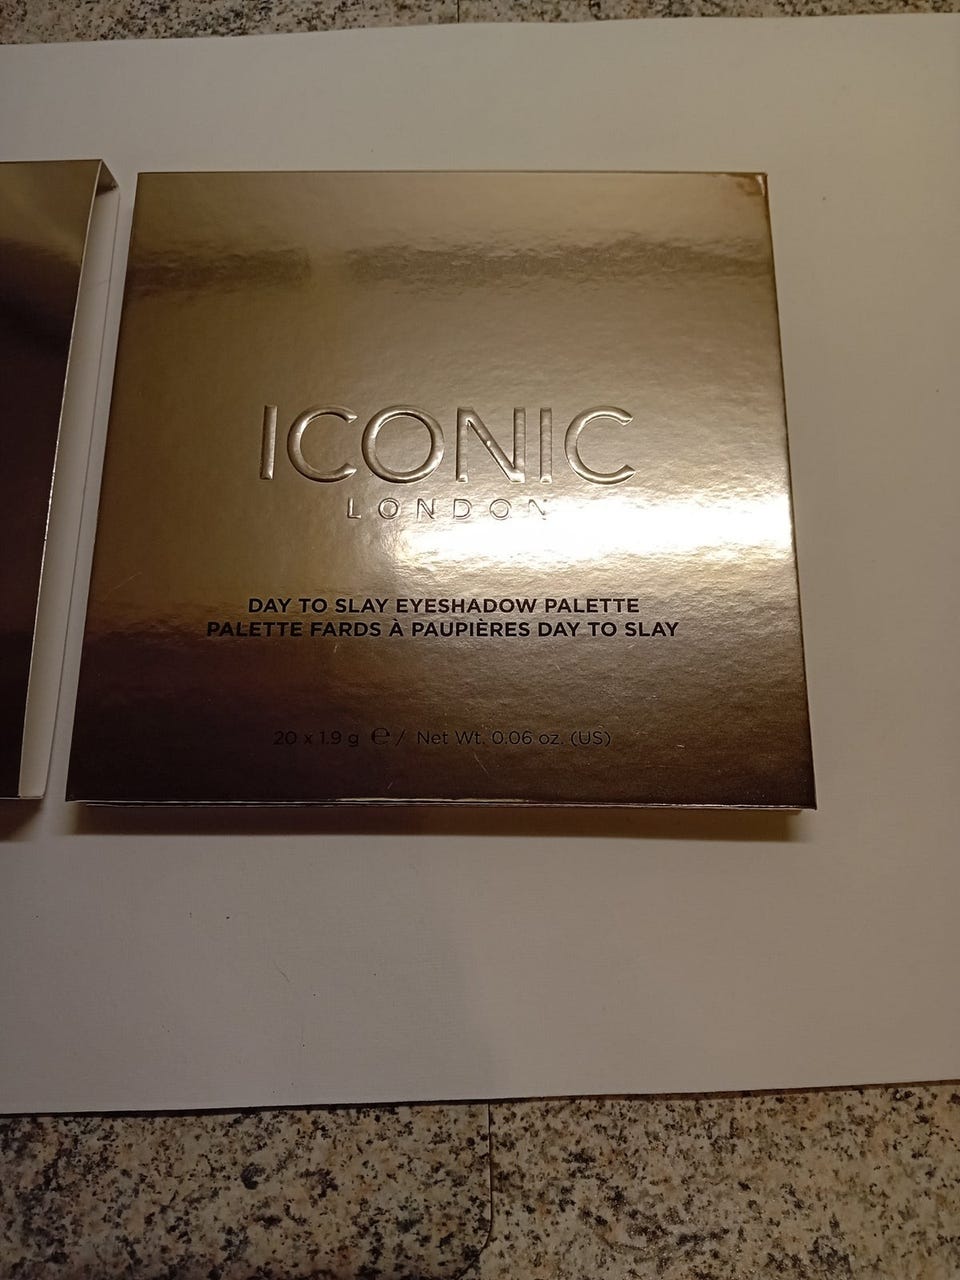 ICONIC
LONDON
DAY TO SLAY EYESHADOW PALETTE
PALETTE FARDS À PAUPIÈRES DAY TO SLAY
20 x 1.9 g ℮ / Net Wt. 0.06 oz. (US)